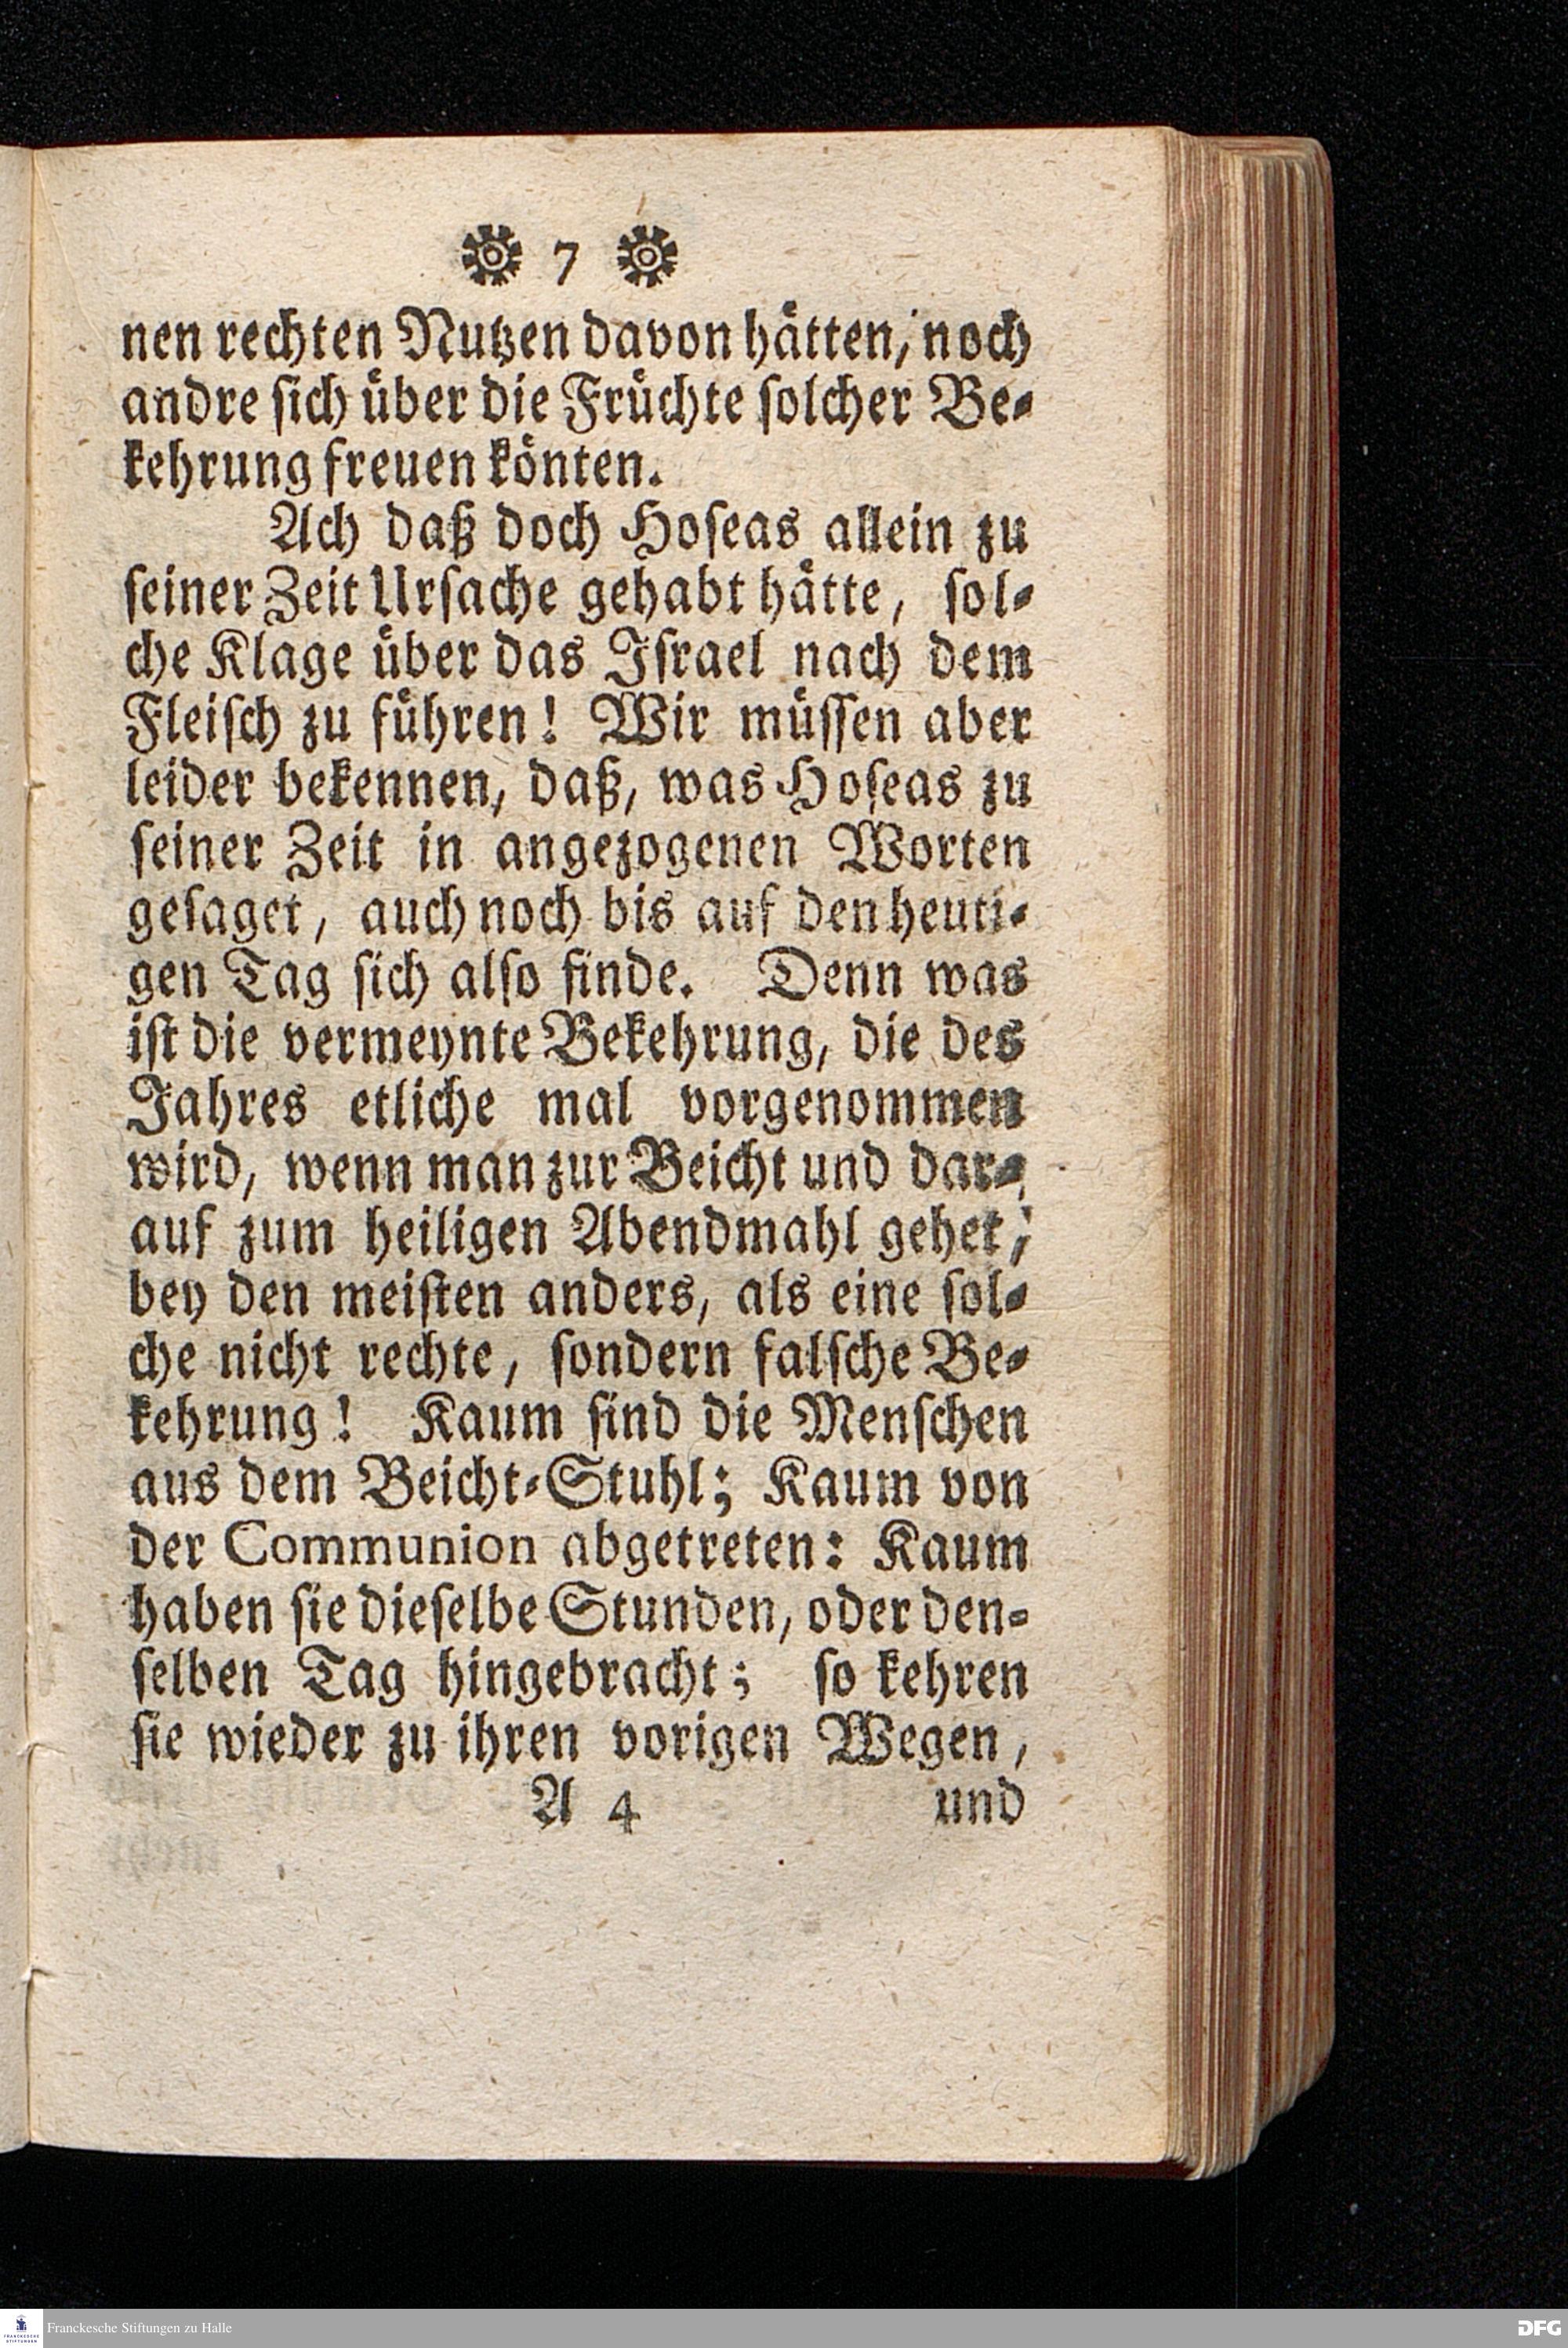 7
nen rechten Nutzen davon hätten, noch
andre sich über die Früchte solcher Be-
kehrung freuen könten.
Ach daß doch Hoseas allein zu
seiner Zeit Ursache gehabt hätte, sol-
che Klage über das Israel nach dem
Fleisch zu führen! Wir müssen aber
leider bekennen, daß, was Hoseas zu
seiner Zeit in angezogenen Worten
gesaget, auch noch bis auf den heuti-
gen Tag sich also finde. Denn was
ist die vermeynte Bekehrung, die des
Jahres etliche mal vorgenommen
wird, wenn man zur Beicht und dar-
auf zum heiligen Abendmahl gehet,
bey den meisten anders, als eine sol-
che nicht rechte, sondern falsche Be-
kehrung! Kaum sind die Menschen
aus dem Beicht-Stuhl; Kaum von
der Communion abgetreten: Kaum
haben sie dieselbe Stunden, oder den-
selben Tag hingebracht; so kehren
sie wieder zu ihren vorigen Wegen,
A 4 und
Franckesche Stiftungen zu Halle
DFG